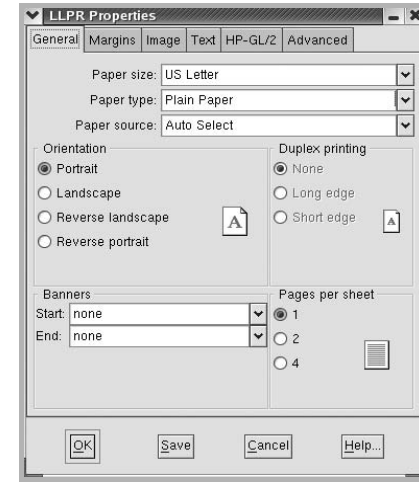 LLPR Properties
General Margins Image Text HP-GL/2 Advanced
Paper size: US Letter
Paper type: Plain Paper
Paper source: Auto Select
Orientation
Portrait
Landscape
Reverse landscape
Reverse portrait
A
Duplex printing
None
Long edge
Short edge
A
Banners
Start: none
End: none
Pages per sheet
1
2
4
OK Save Cancel Help...